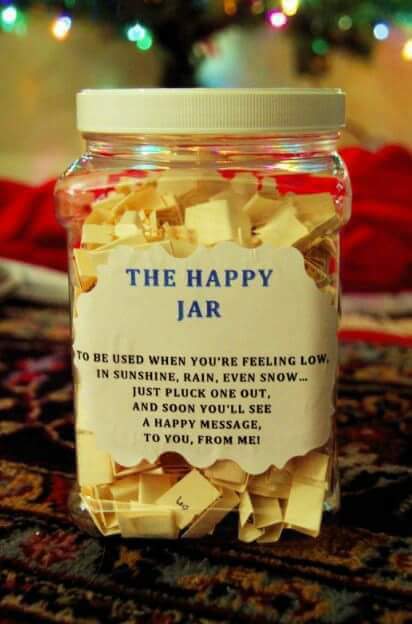 THE HAPPY
JAR
TO BE USED WHEN YOU'RE FEELING LOW,
IN SUNSHINE, RAIN, EVEN SNOW...
JUST PLUCK ONE OUT,
AND SOON YOU'LL SEE
A HAPPY MESSAGE,
TO YOU, FROM ME!